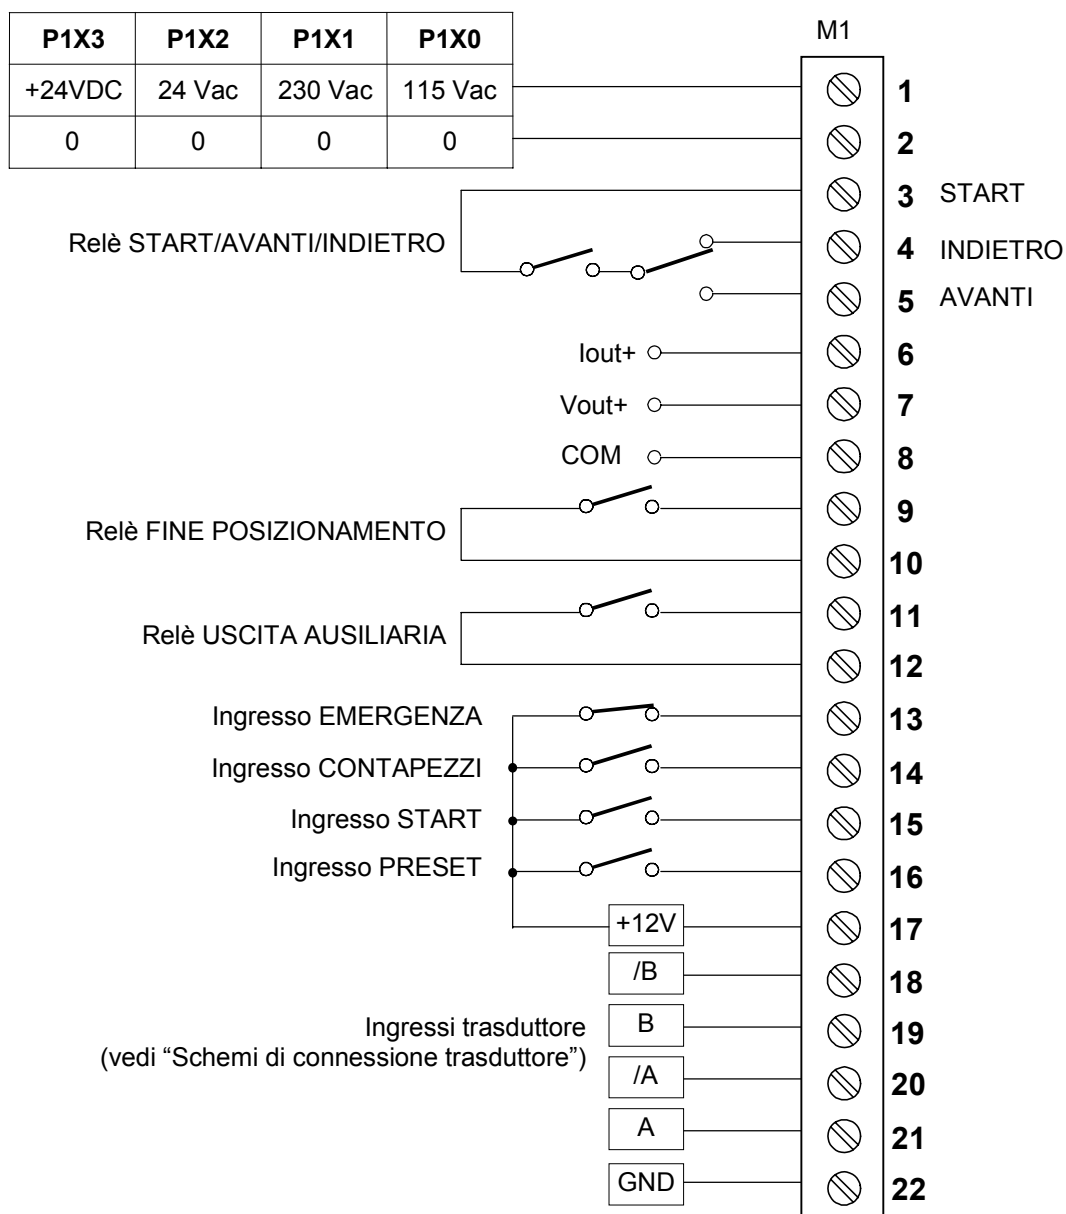 M1
P1X3 P1X2 P1X1 P1X0
+24VDC 24 Vac 230 Vac 115 Vac
1
0 0 0 0
2
3 START
Relè START/AVANTI/INDIETRO
4 INDIETRO
5 AVANTI
Iout+
6
Vout+
7
COM
8
9
Relè FINE POSIZIONAMENTO
10
11
Relè USCITA AUSILIARIA
12
Ingresso EMERGENZA
13
Ingresso CONTAPEZZI
14
Ingresso START
15
Ingresso PRESET
16
+12V
17
/B
18
Ingressi trasduttore
(vedi “Schemi di connessione trasduttore”)
B
19
/A
20
A
21
GND
22